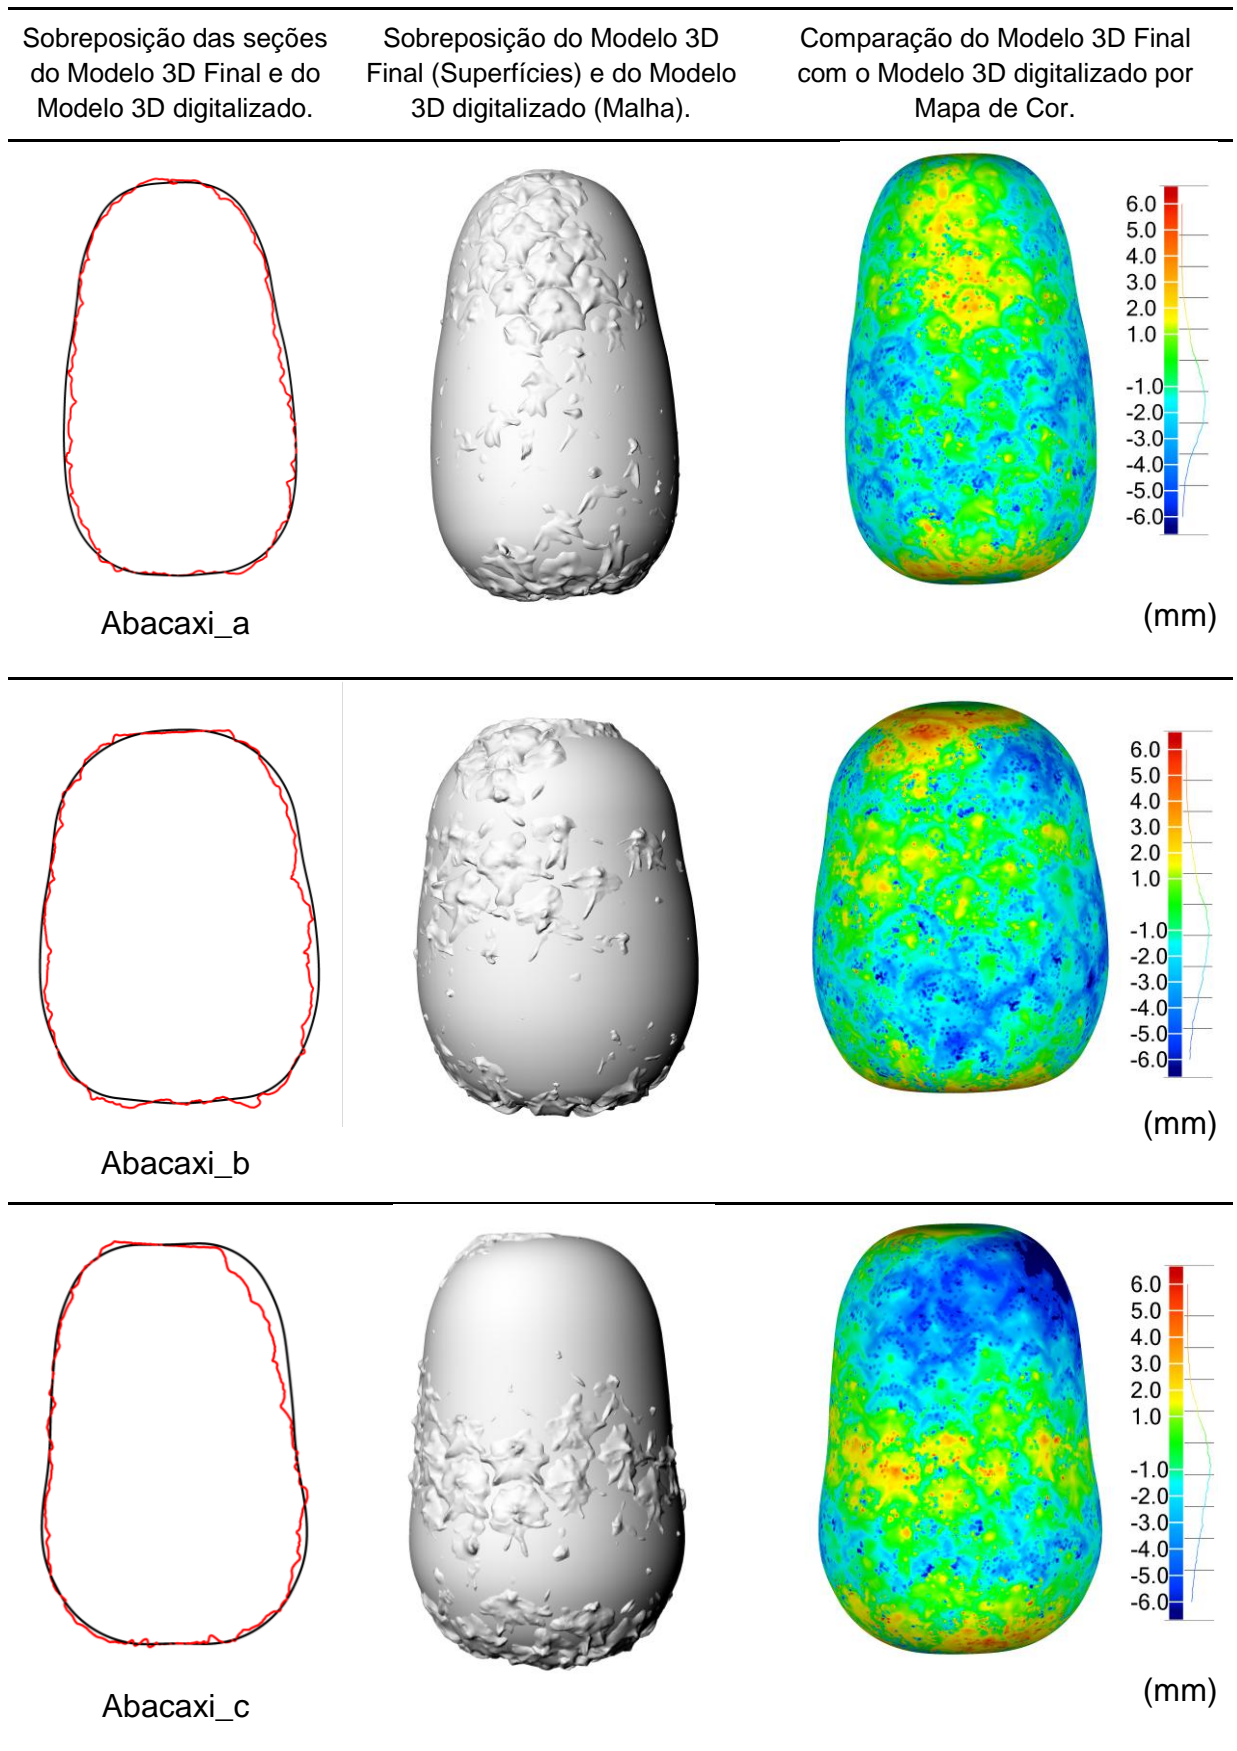 Sobreposição das seções
do Modelo 3D Final e do
Modelo 3D digitalizado.
Sobreposição do Modelo 3D
Final (Superfícies) e do Modelo
3D digitalizado (Malha).
Comparação do Modelo 3D Final
com o Modelo 3D digitalizado por
Mapa de Cor.
6.0
5.0
4.0
3.0
2.0
1.0
-1.0
-2.0
-3.0
-4.0
-5.0
-6.0
(mm)
Abacaxi_a
6.0
5.0
4.0
3.0
2.0
1.0
-1.0
-2.0
-3.0
-4.0
-5.0
-6.0
(mm)
Abacaxi_b
6.0
5.0
4.0
3.0
2.0
1.0
-1.0
-2.0
-3.0
-4.0
-5.0
-6.0
(mm)
Abacaxi_c